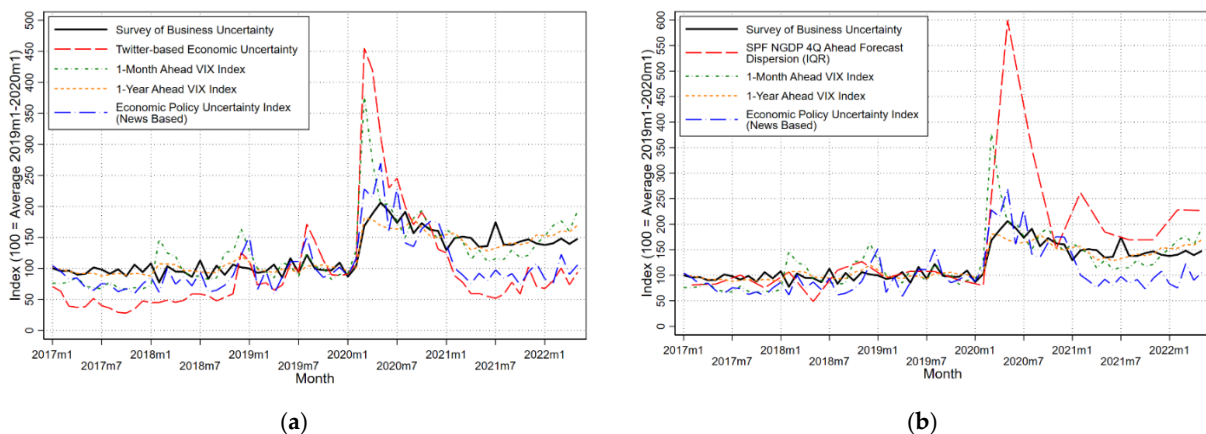 Index (100 = Average 2019m1-2020m1)
500
450
400
350
300
250
200
150
100
50
0
Survey of Business Uncertainty
Twitter-based Economic Uncertainty
1-Month Ahead VIX Index
1-Year Ahead VIX Index
Economic Policy Uncertainty Index
(News Based)
2017m1 2018m1 2019m1 2020m1 2021m1 2022m1
2017m7 2018m7 2019m7 2020m7 2021m7
Month
(a)
Index (100 = Average 2019m1-2020m1)
600
550
500
450
400
350
300
250
200
150
100
50
0
Survey of Business Uncertainty
SPF NGDP 4Q Ahead Forecast
Dispersion (IQR)
1-Month Ahead VIX Index
1-Year Ahead VIX Index
Economic Policy Uncertainty Index
(News Based)
2017m1 2018m1 2019m1 2020m1 2021m1 2022m1
2017m7 2018m7 2019m7 2020m7 2021m7
Month
(b)